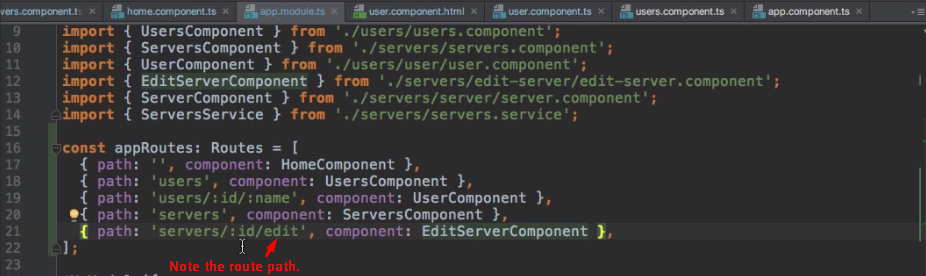 vers.component.ts × home.component.ts × app.module.ts × user.component.html × user.component.ts × users.component.ts × app.component.ts ×
9 import { UsersComponent } from './users/users.component';
10 import { ServersComponent } from './servers/servers.component';
11 import { UserComponent } from './users/user/user.component';
12 import { EditServerComponent } from './servers/edit-server/edit-server.component';
13 import { ServerComponent } from './servers/server/server.component';
14 import { ServersService } from './servers/servers.service';
15
16 const appRoutes: Routes = [
17 { path: '', component: HomeComponent },
18 { path: 'users', component: UsersComponent },
19 { path: 'users/:id/:name', component: UserComponent },
20 { path: 'servers', component: ServersComponent },
21 { path: 'servers/:id/edit', component: EditServerComponent },
22 ];
23
Note the route path.